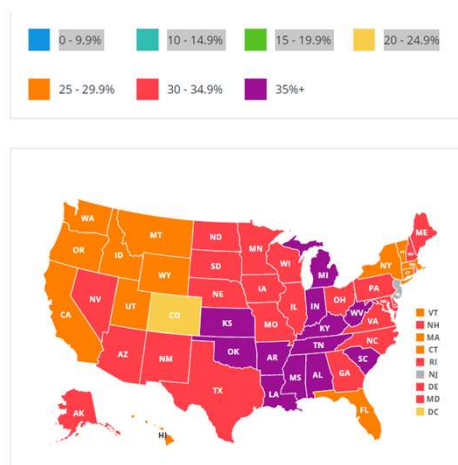 0 - 9.9%
10 - 14.9%
15 - 19.9%
20 - 24.9%
25 - 29.9%
30 - 34.9%
35%+
WA
OR
CA
NV
ID
MT
WY
UT
CO
AZ
NM
ND
SD
NE
KS
OK
TX
MN
IA
MO
AR
LA
WI
IL
MS
MI
IN
KY
TN
AL
OH
WV
GA
FL
SC
NC
VA
PA
NY
ME
AK
HI
VT
NH
MA
CT
RI
NJ
DE
MD
DC